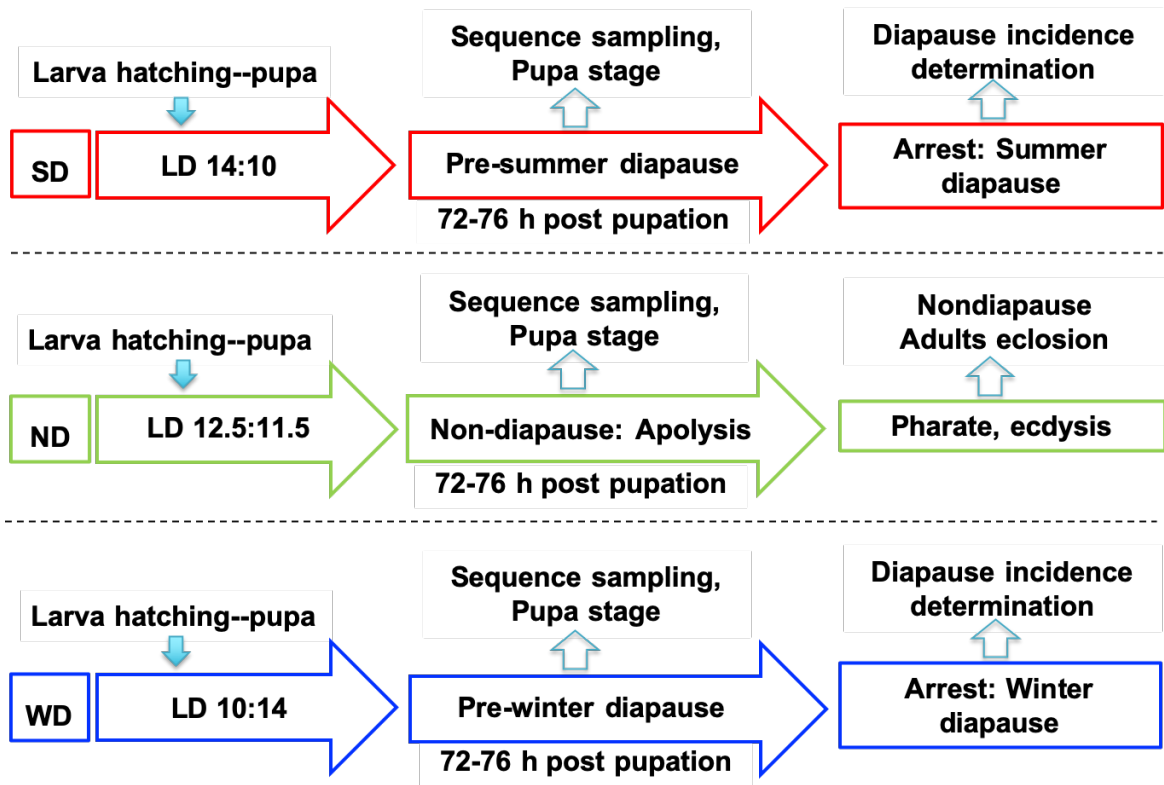 Larva hatching--pupa
Sequence sampling,
Pupa stage
Diapause incidence
determination
SD
LD 14:10
Pre-summer diapause
72-76 h post pupation
Arrest: Summer
diapause
Larva hatching--pupa
Sequence sampling,
Pupa stage
Nondiapause
Adults eclosion
ND
LD 12.5:11.5
Non-diapause: Apolysis
72-76 h post pupation
Pharate, ecdysis
Larva hatching--pupa
Sequence sampling,
Pupa stage
Diapause incidence
determination
WD
LD 10:14
Pre-winter diapause
72-76 h post pupation
Arrest: Winter
diapause